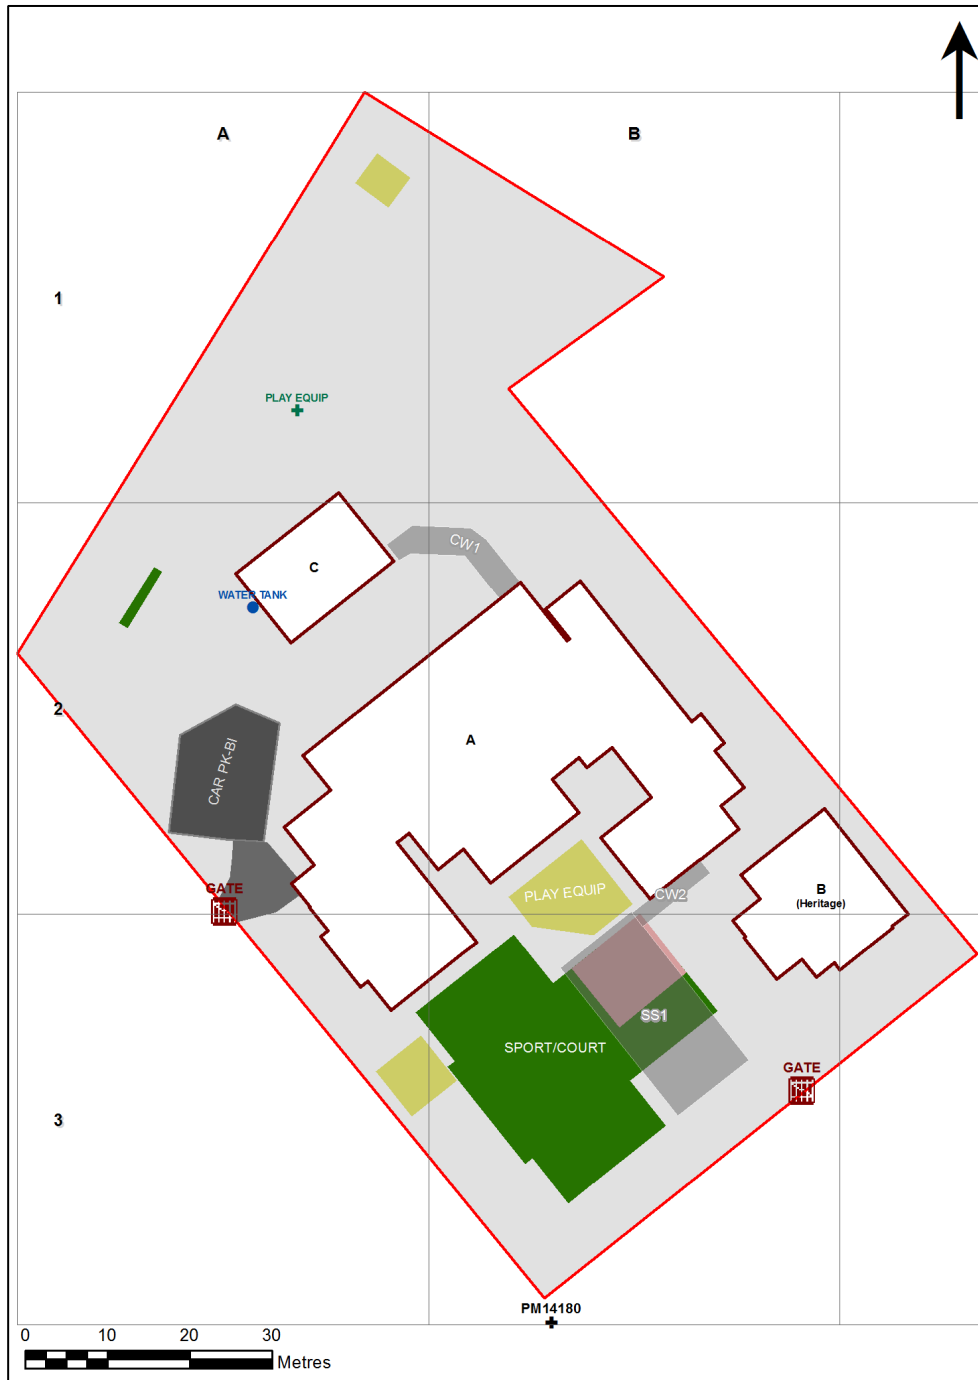 A
B
1
PLAY EQUIP
CW1
C
WATER TANK
2
A
CAR PK-BI
GATE
PLAY EQUIP
CW2
B
(Heritage)
SS1
SPORT/COURT
GATE
3
PM14180
0 10 20 30
Metres